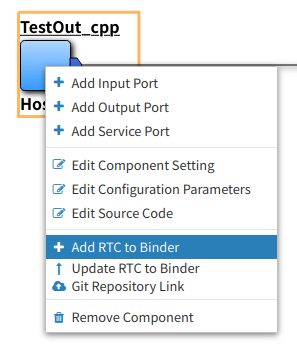 TestOut_cpp
Hos
Add Input Port
Add Output Port
Add Service Port
Edit Component Setting
Edit Configuration Parameters
Edit Source Code
Add RTC to Binder
Update RTC to Binder
Git Repository Link
Remove Component